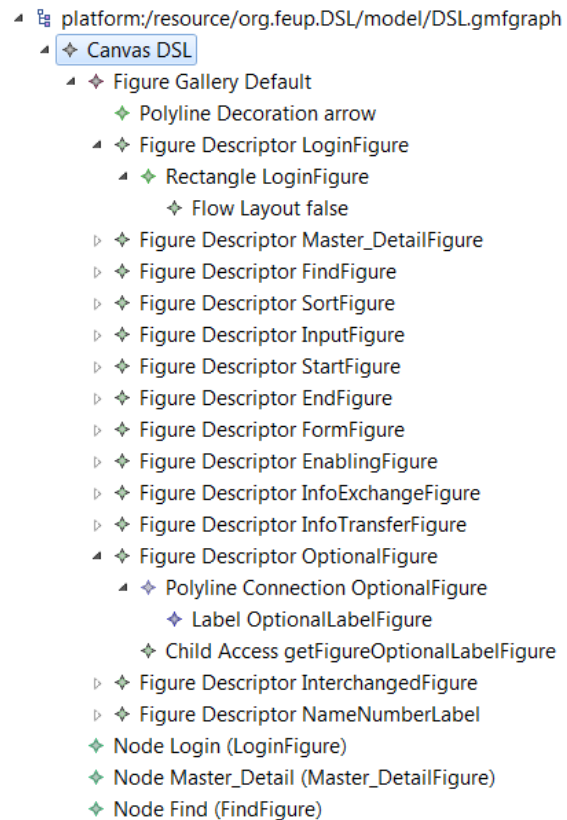 platform:/resource/org.feup.DSL/model/DSL.gmfgraph
Canvas DSL
Figure Gallery Default
Polyline Decoration arrow
Figure Descriptor LoginFigure
Rectangle LoginFigure
Flow Layout false
Figure Descriptor Master_DetailFigure
Figure Descriptor FindFigure
Figure Descriptor SortFigure
Figure Descriptor InputFigure
Figure Descriptor StartFigure
Figure Descriptor EndFigure
Figure Descriptor FormFigure
Figure Descriptor EnablingFigure
Figure Descriptor InfoExchangeFigure
Figure Descriptor InfoTransferFigure
Figure Descriptor OptionalFigure
Polyline Connection OptionalFigure
Label OptionalLabelFigure
Child Access getFigureOptionalLabelFigure
Figure Descriptor InterchangedFigure
Figure Descriptor NameNumberLabel
Node Login (LoginFigure)
Node Master_Detail (Master_DetailFigure)
Node Find (FindFigure)